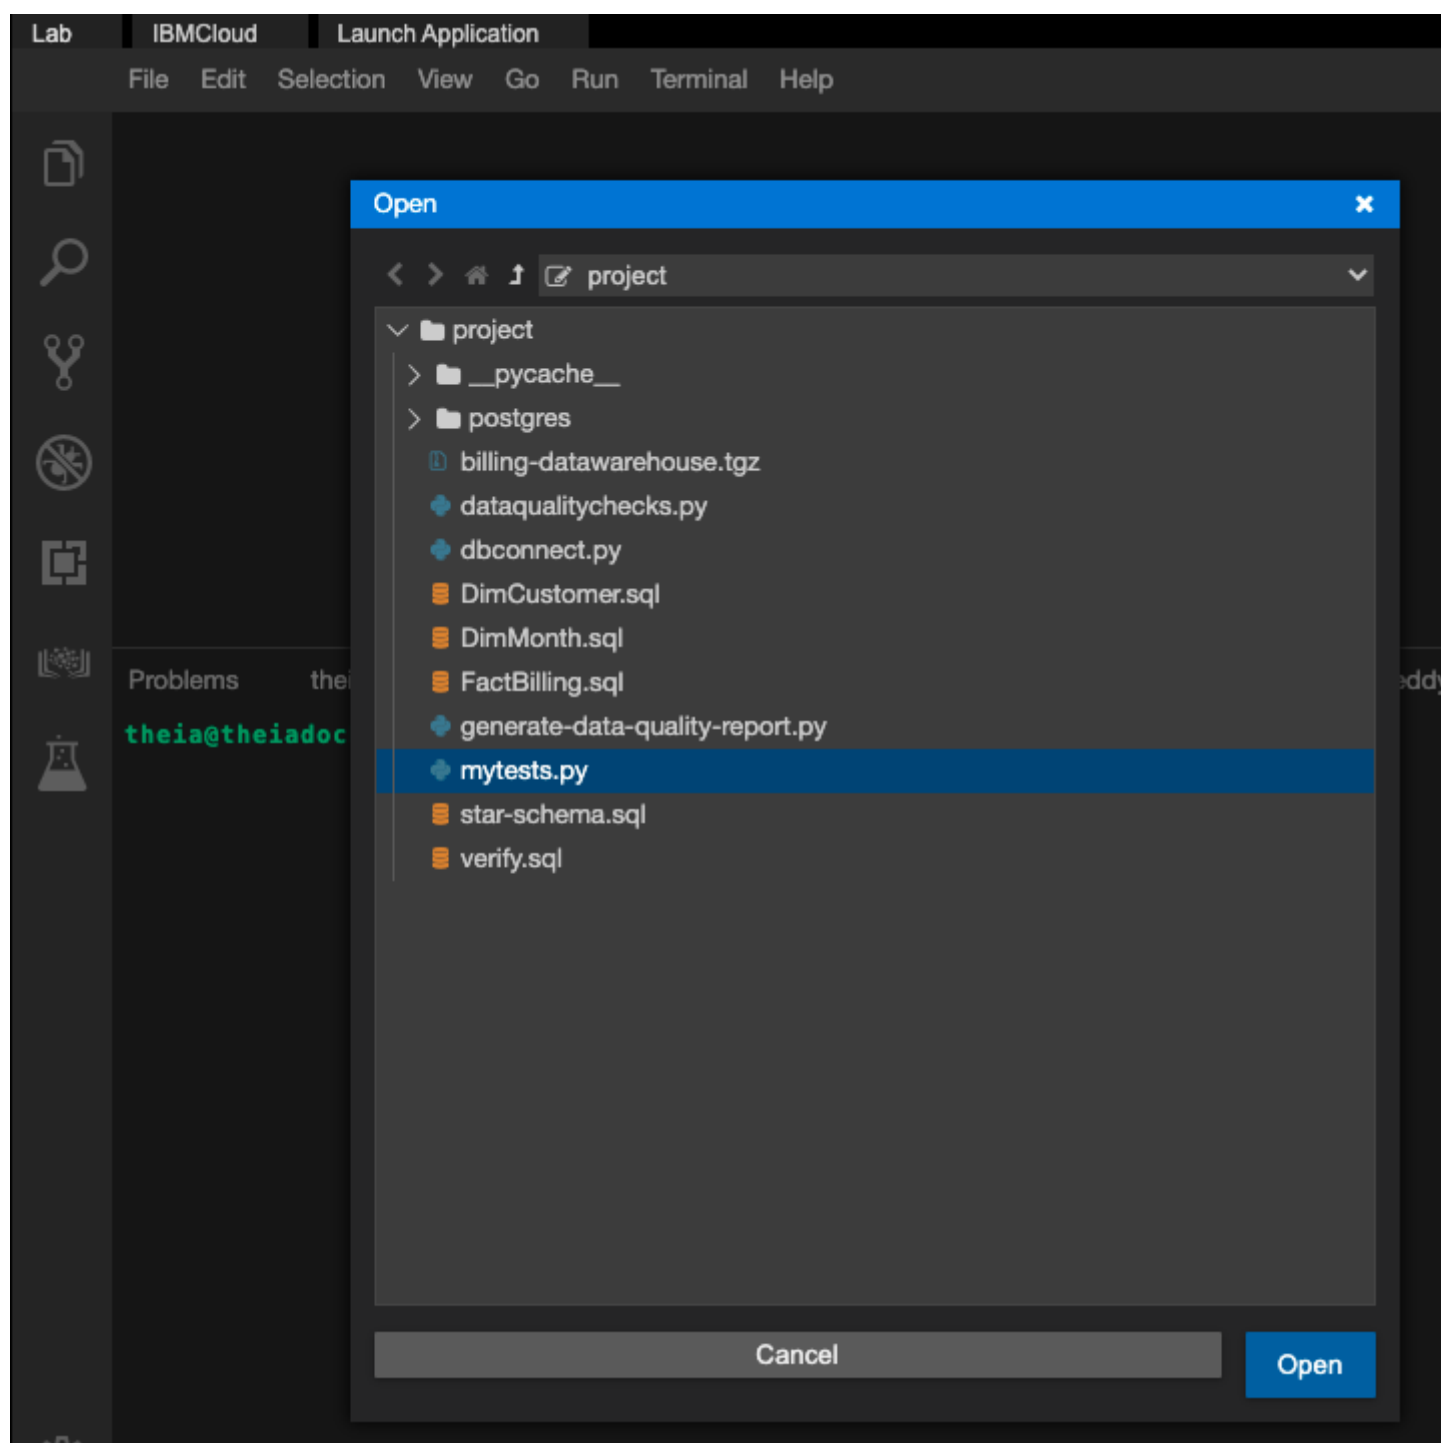 Lab IBMCloud Launch Application
File Edit Selection View Go Run Terminal Help
Open
project
project
__pycache__
postgres
billing-datawarehouse.tgz
dataqualitychecks.py
dbconnect.py
DimCustomer.sql
DimMonth.sql
FactBilling.sql
generate-data-quality-report.py
mytests.py
star-schema.sql
verify.sql
Problems thei eddy
theia@theiadoc
Cancel
Open